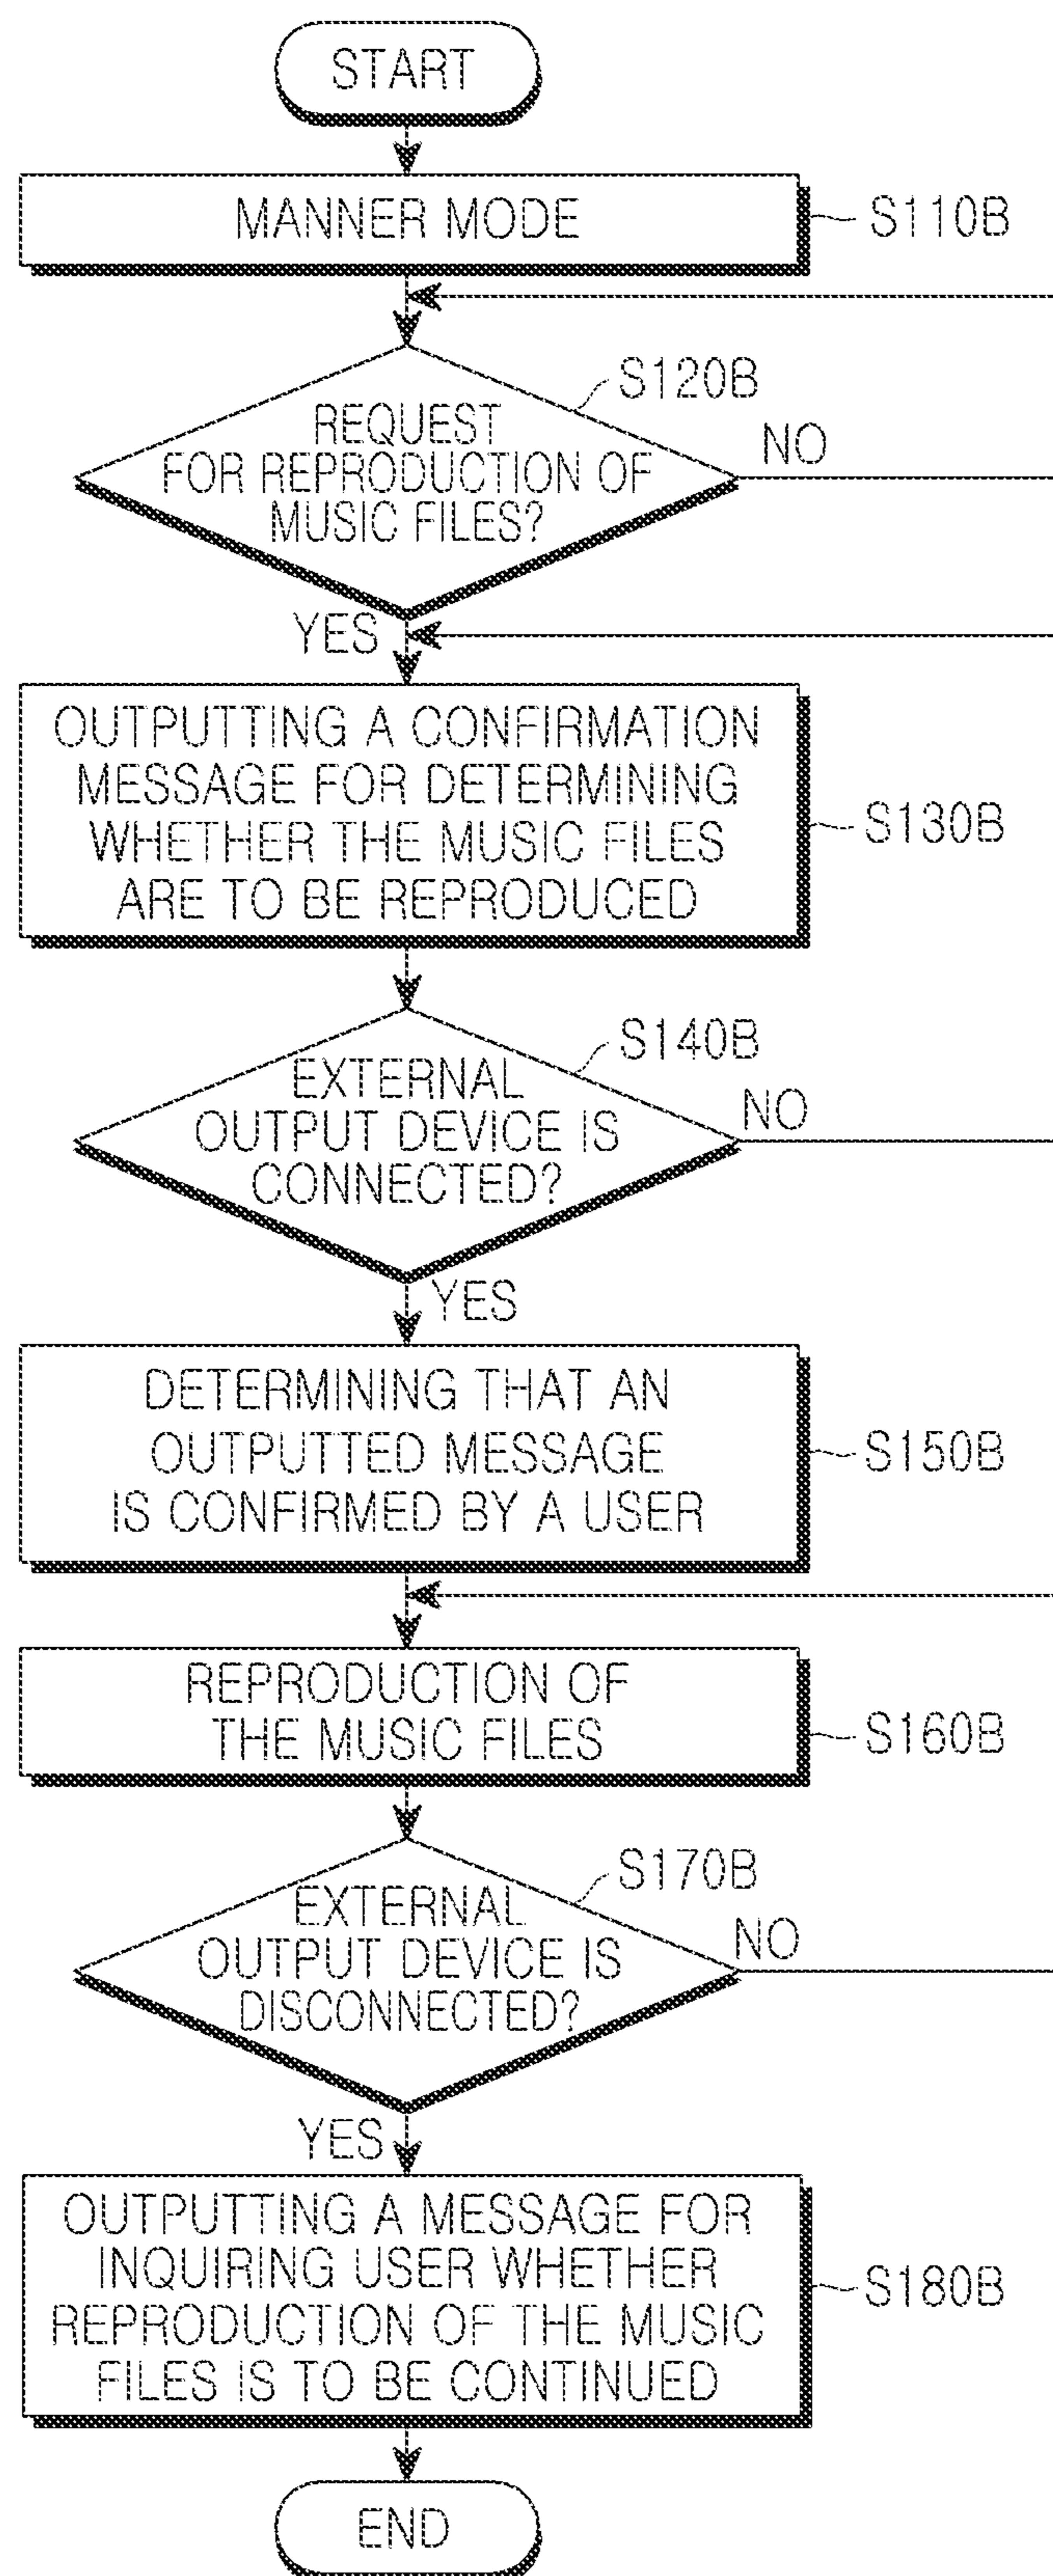 START
MANNER MODE
S110B
S120B
REQUEST
FOR REPRODUCTION OF
MUSIC FILES?
NO
YES
OUTPUTTING A CONFIRMATION
MESSAGE FOR DETERMINING
WHETHER THE MUSIC FILES
ARE TO BE REPRODUCED
S130B
S140B
EXTERNAL
OUTPUT DEVICE IS
CONNECTED?
NO
YES
DETERMINING THAT AN
OUTPUTTED MESSAGE
IS CONFIRMED BY A USER
S150B
REPRODUCTION OF
THE MUSIC FILES
S160B
S170B
EXTERNAL
OUTPUT DEVICE IS
DISCONNECTED?
NO
YES
OUTPUTTING A MESSAGE FOR
INQUIRING USER WHETHER
REPRODUCTION OF THE MUSIC
FILES IS TO BE CONTINUED
S180B
END